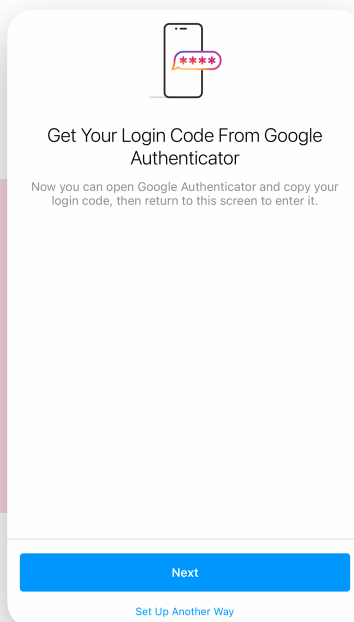 ****
Get Your Login Code From Google
Authenticator
Now you can open Google Authenticator and copy your
login code, then return to this screen to enter it.
Next
Set Up Another Way